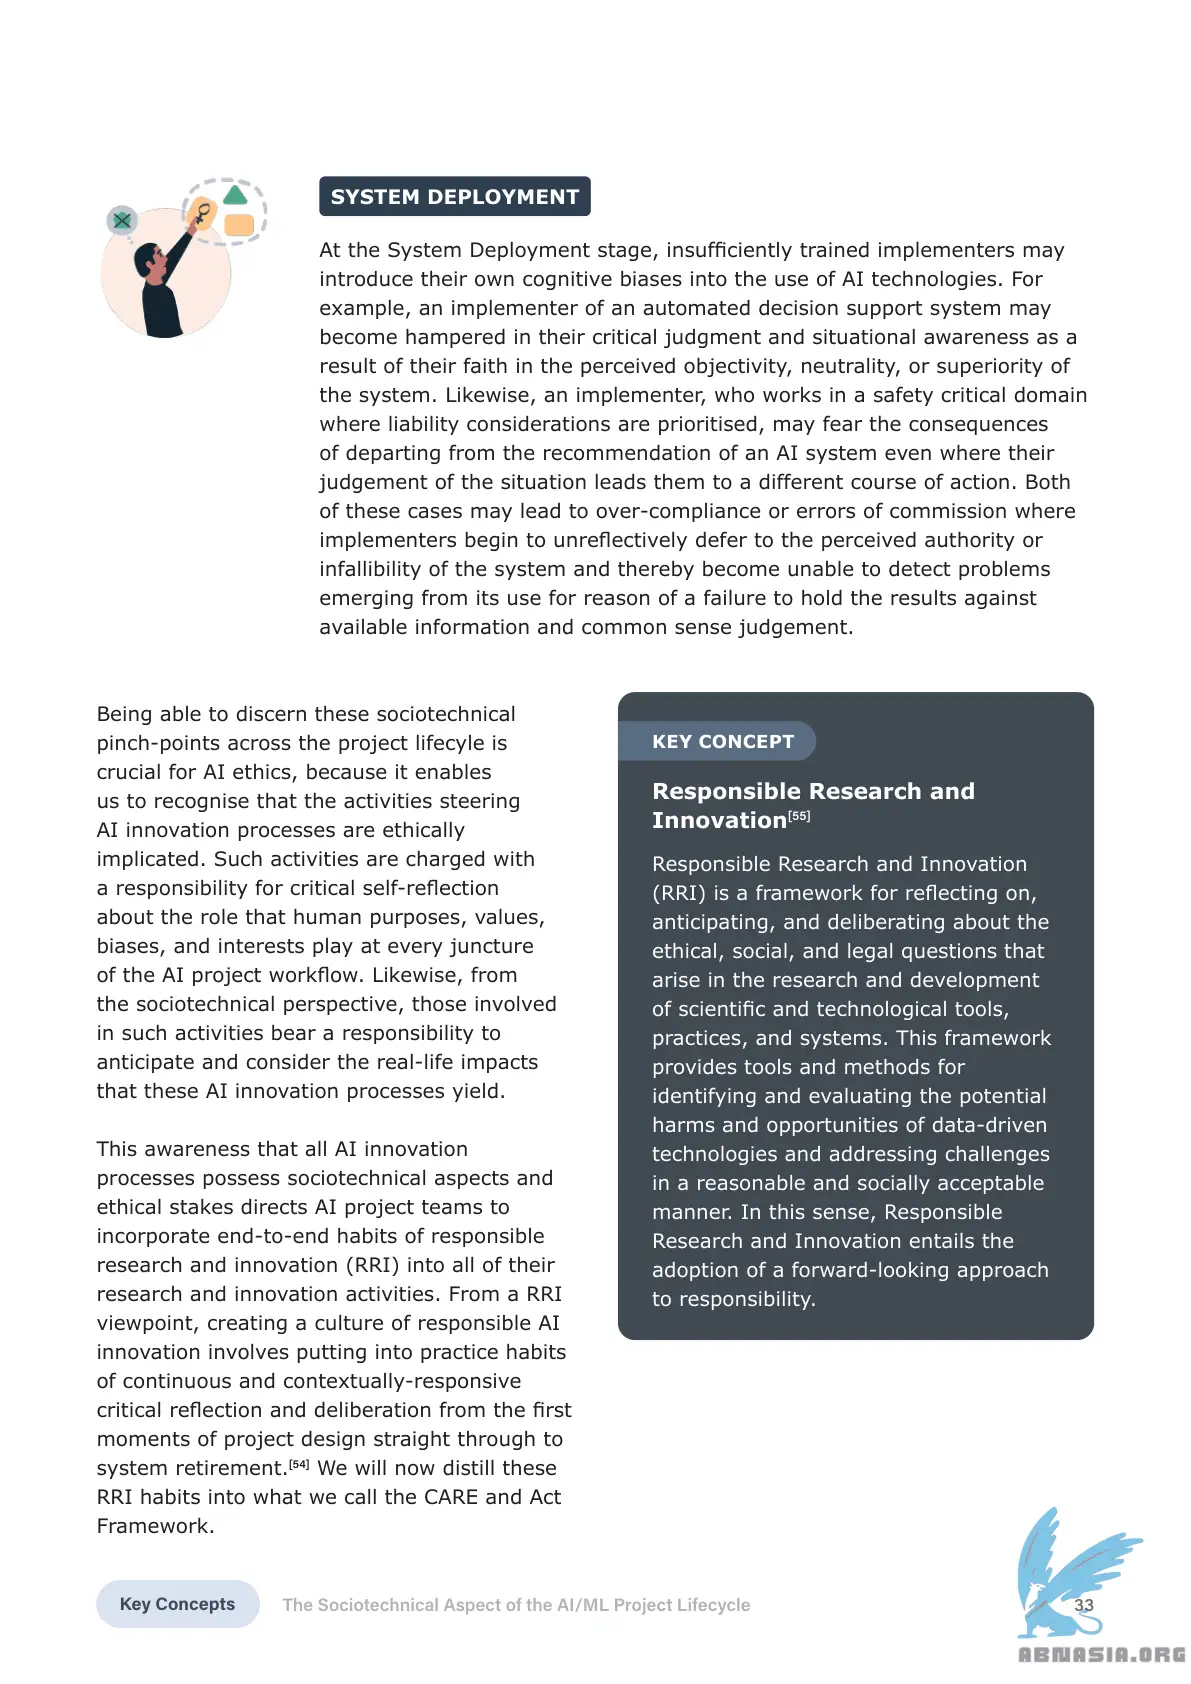 SYSTEM DEPLOYMENT
At the System Deployment stage, insufficiently trained implementers may
introduce their own cognitive biases into the use of AI technologies. For
example, an implementer of an automated decision support system may
become hampered in their critical judgment and situational awareness as a
result of their faith in the perceived objectivity, neutrality, or superiority of
the system. Likewise, an implementer, who works in a safety critical domain
where liability considerations are prioritised, may fear the consequences
of departing from the recommendation of an AI system even where their
judgement of the situation leads them to a different course of action. Both
of these cases may lead to over-compliance or errors of commission where
implementers begin to unreflectively defer to the perceived authority or
infallibility of the system and thereby become unable to detect problems
emerging from its use for reason of a failure to hold the results against
available information and common sense judgement.
Being able to discern these sociotechnical
pinch-points across the project lifecyle is
crucial for AI ethics, because it enables
us to recognise that the activities steering
AI innovation processes are ethically
implicated. Such activities are charged with
a responsibility for critical self-reflection
about the role that human purposes, values,
biases, and interests play at every juncture
of the AI project workflow. Likewise, from
the sociotechnical perspective, those involved
in such activities bear a responsibility to
anticipate and consider the real-life impacts
that these AI innovation processes yield.
This awareness that all AI innovation
processes possess sociotechnical aspects and
ethical stakes directs AI project teams to
incorporate end-to-end habits of responsible
research and innovation (RRI) into all of their
research and innovation activities. From a RRI
viewpoint, creating a culture of responsible AI
innovation involves putting into practice habits
of continuous and contextually-responsive
critical reflection and deliberation from the first
moments of project design straight through to
system retirement.[54] We will now distill these
RRI habits into what we call the CARE and Act
Framework.
KEY CONCEPT
Responsible Research and
Innovation[55]
Responsible Research and Innovation
(RRI) is a framework for reflecting on,
anticipating, and deliberating about the
ethical, social, and legal questions that
arise in the research and development
of scientific and technological tools,
practices, and systems. This framework
provides tools and methods for
identifying and evaluating the potential
harms and opportunities of data-driven
technologies and addressing challenges
in a reasonable and socially acceptable
manner. In this sense, Responsible
Research and Innovation entails the
adoption of a forward-looking approach
to responsibility.
Key Concepts
The Sociotechnical Aspect of the AI/ML Project Lifecycle
33
ABNASIA.ORG